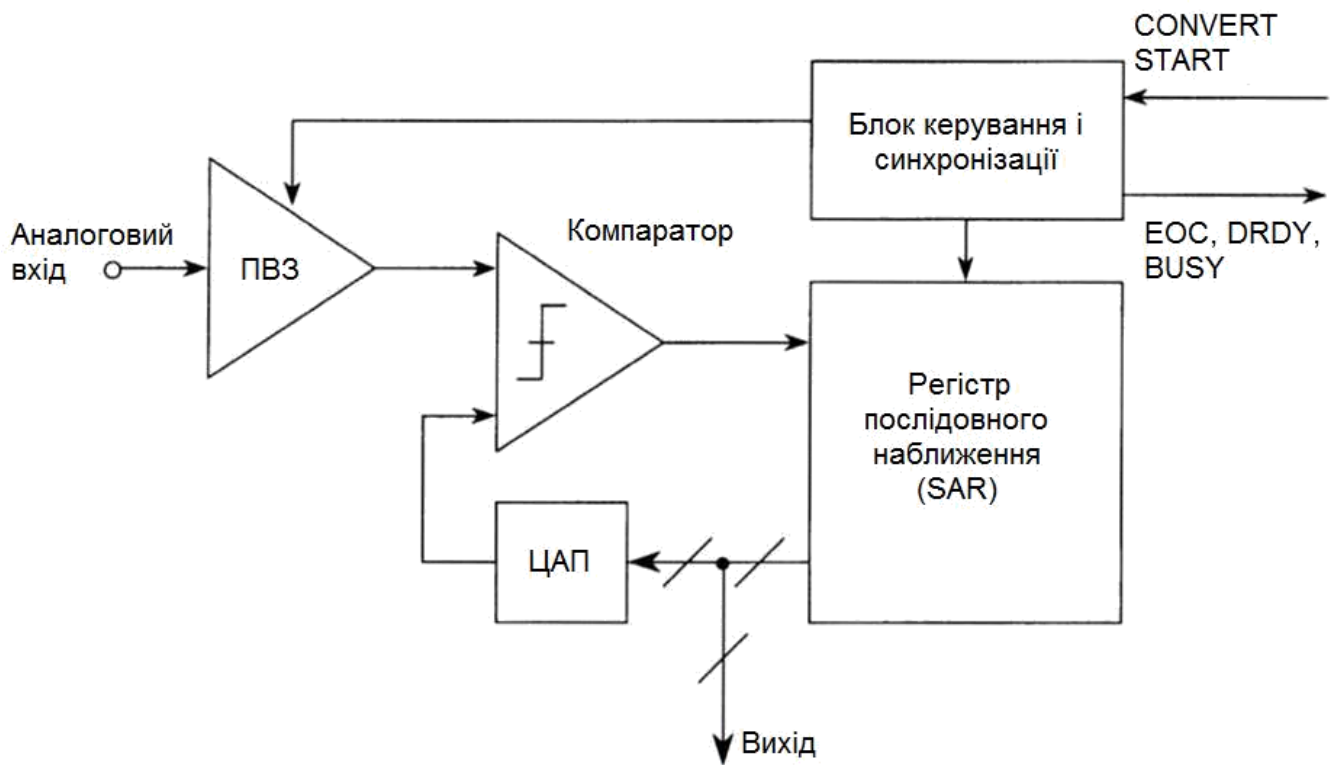 CONVERT
START
Блок керування і
синхронізації
EOC, DRDY,
BUSY
Аналоговий
вхід
ПВЗ
Компаратор
Регістр
послідовного
наближення
(SAR)
ЦАП
Вихід